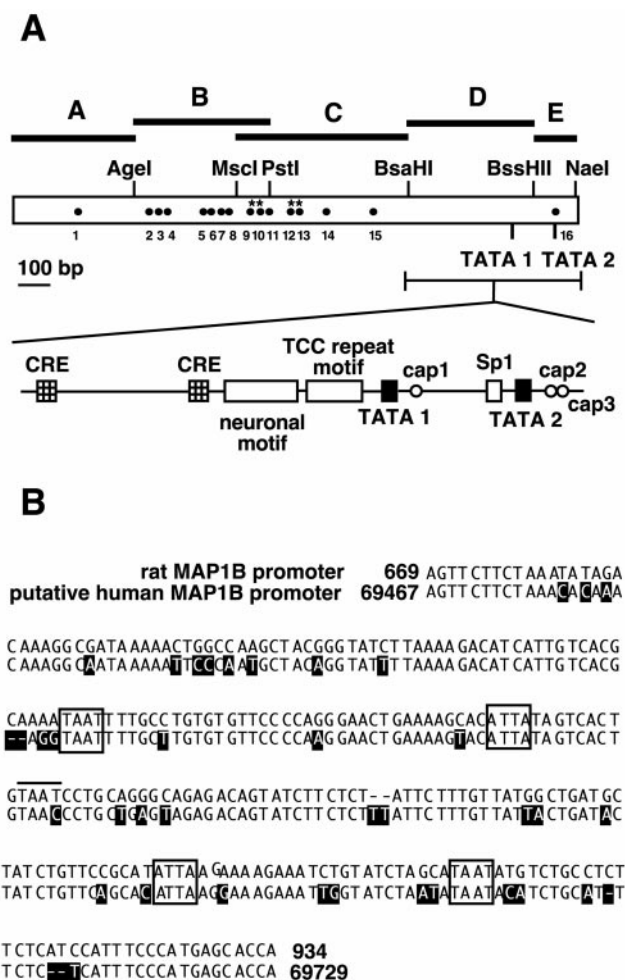 A
A B C D E
AgeI MscI PstI BsaHI BssHII NaeI
** **
1 2 3 4 5 6 7 8 9 10 11 12 13 14 15 16
TATA 1 TATA 2
100 bp
CRE CRE TCC repeat motif cap1 Sp1 cap2
neuronal motif TATA 1 TATA 2 cap3
B
rat MAP1B promoter 669 AGTTCTTCTAAATATAGA
putative human MAP1B promoter 69467 AGTTCTTCTAAACACAAA
CAAAGGCGATAAAAACTGGCCAAGCTACGGGTATCTTAAAAGACATCATTGTCACG
CAAAGGCAATAAAAATTCCCAATGCTACAGGTATTTTAAAAGACATCATTGTCACG
CAAAATAATTTTGCCTGTGTGTTCCCCAGGGAACTGAAAAGCACATTATAGTCACT
--AGGTAATTTTGCTTGTGTGTTCCCCAAGGAACTGAAAAGTACATTATAGTCACT
GTAATCCTGCAGGGCAGAGACAGTATCTTCTCT--ATTCTTTGTTATGGCTGATGC
GTAACCCTGCTGAGTAGAGACAGTATCTTCTCTTTATTCTTTGTTATTACTGATAC
TATCTGTTCCGCATATTAAGAAAAGAAATCTGTATCTAGCATAATATGTCTGCCTCT
TATCTGTTCAGCACATTAAGGAAAGAAATTGGTATCTAATATAATACATCTGCAT-T
TCTCATCCATTTCCCATGAGCACCA 934
TCTC--TCATTTCCCATGAGCACCA 69729